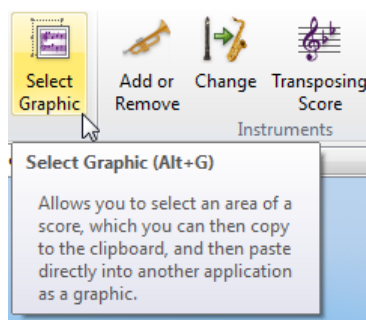 Select Graphic
Add or Remove
Change
Transposing Score
Instruments
Select Graphic (Alt+G)
Allows you to select an area of a
score, which you can then copy
to the clipboard, and then paste
directly into another application
as a graphic.